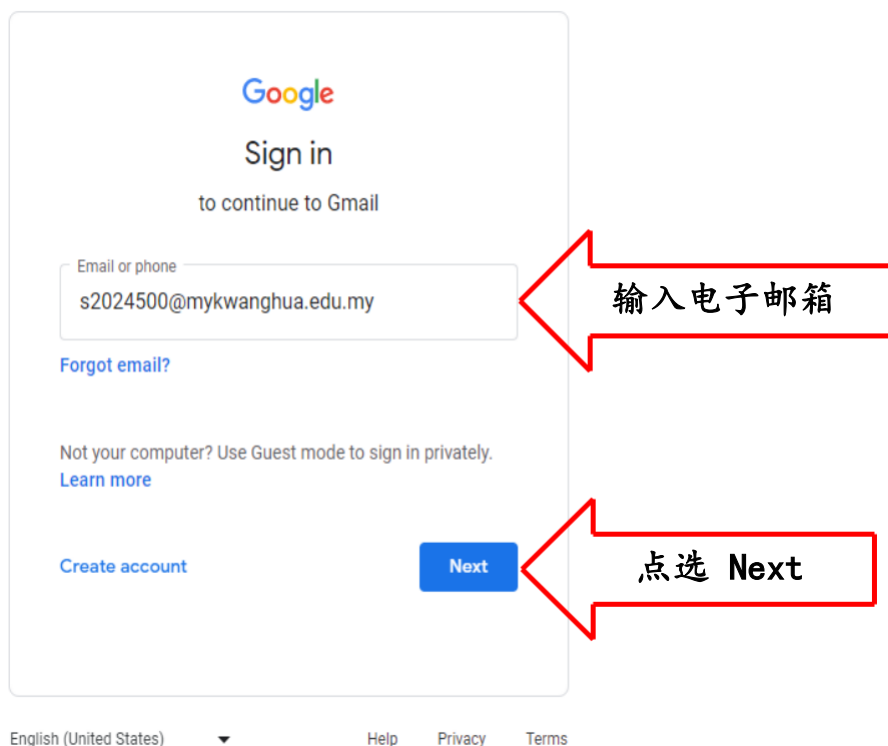 Google
Sign in
to continue to Gmail
Email or phone
s2024500@mykwanghua.edu.my
输入电子邮箱
Forgot email?
Not your computer? Use Guest mode to sign in privately.
Learn more
Create account
Next
点选 Next
English (United States)
Help
Privacy
Terms